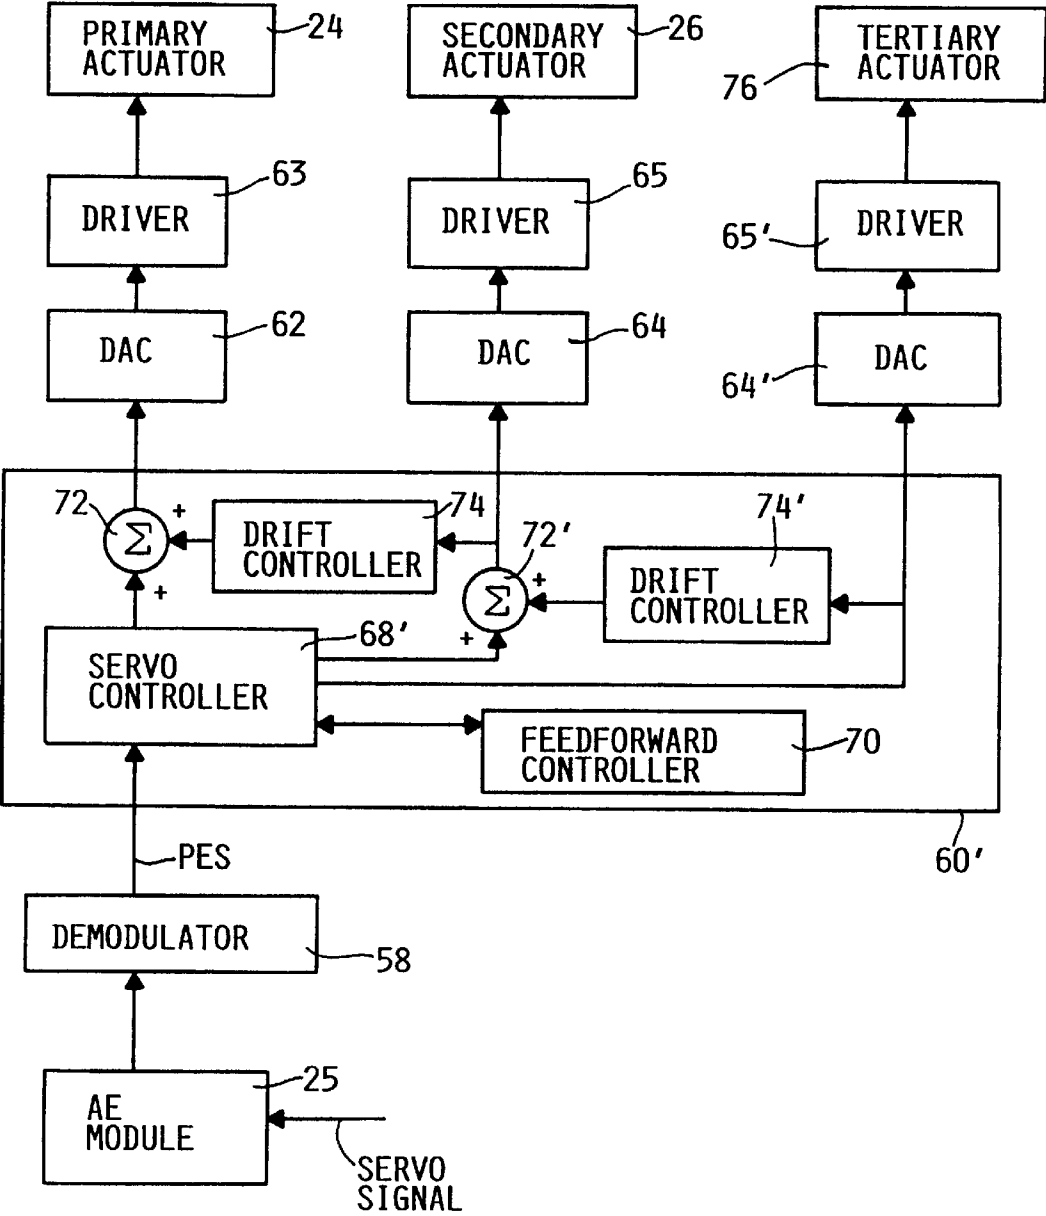 PRIMARY
ACTUATOR
24
SECONDARY
ACTUATOR
26
TERTIARY
ACTUATOR
76
DRIVER
63
DRIVER
65
DRIVER
65'
DAC
62
DAC
64
DAC
64'
72
Σ
+
+
DRIFT
CONTROLLER
74
72'
Σ
+
+
DRIFT
CONTROLLER
74'
SERVO
CONTROLLER
68'
FEEDFORWARD
CONTROLLER
70
60'
PES
DEMODULATOR
58
AE
MODULE
25
SERVO
SIGNAL